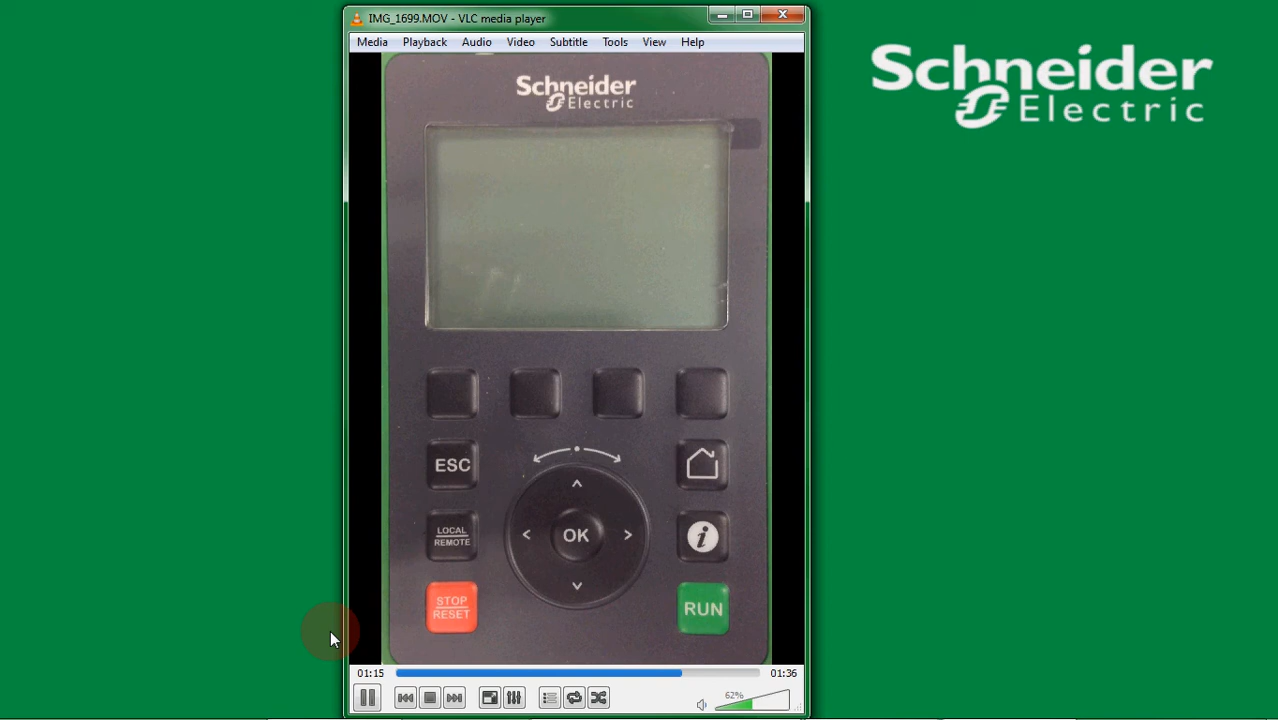 IMG_1699.MOV - VLC media player
Media Playback Audio Video Subtitle Tools View Help
Schneider
Electric
Schneider
Electric
ESC
LOCAL
REMOTE
OK
i
STOP
RESET
RUN
01:15
01:36
62%